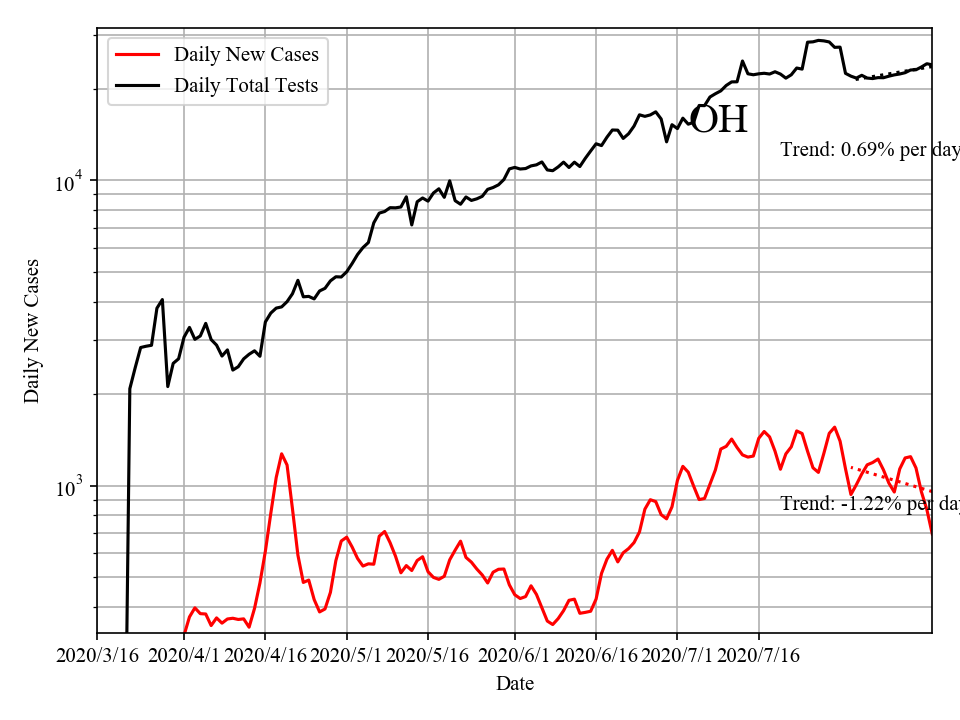 Daily New Cases
Daily Total Tests
OH
Trend: 0.69% per day
10^4
Daily New Cases
10^3
Trend: -1.22% per day
2020/3/16 2020/4/1 2020/4/16 2020/5/1 2020/5/16 2020/6/1 2020/6/16 2020/7/1 2020/7/16
Date